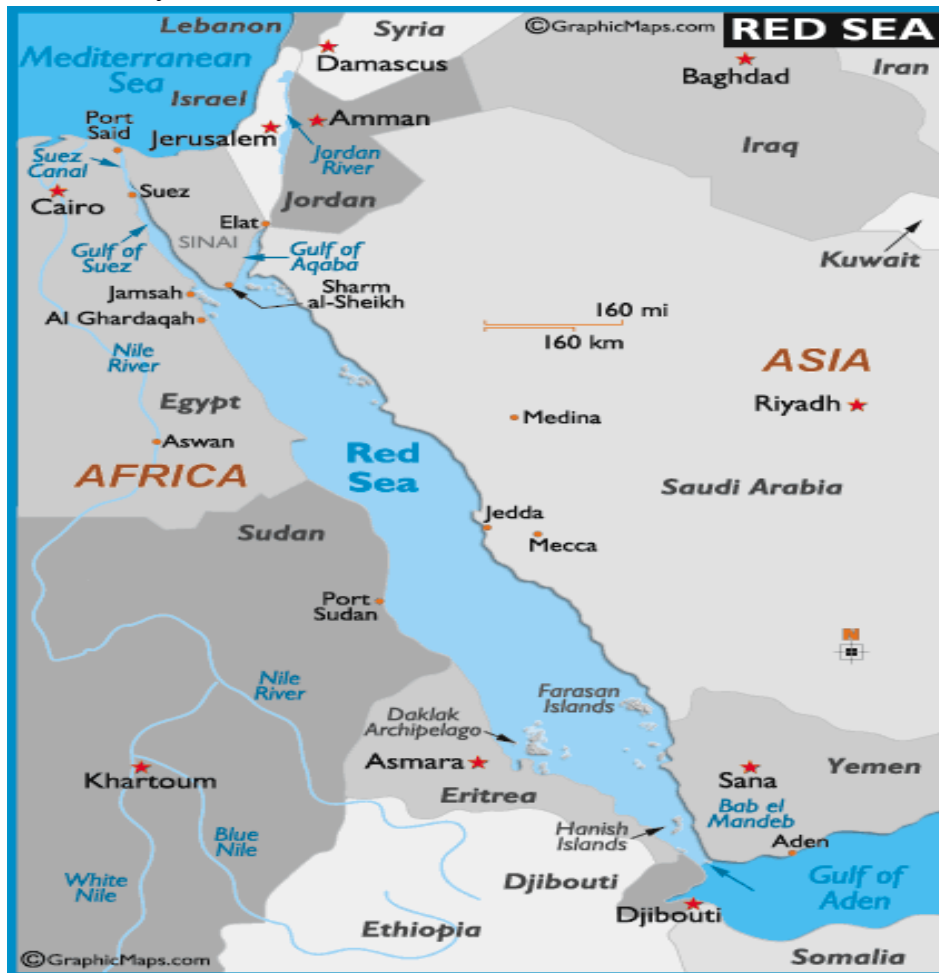 Lebanon
Syria
©GraphicMaps.com
RED SEA
Mediterranean
Sea
Damascus
Baghdad
Iran
Israel
Port
Said
Jerusalem
Amman
Iraq
Suez
Canal
Jordan
River
Cairo
Suez
Jordan
Elat
SINAI
Gulf of
Suez
Gulf of
Aqaba
Kuwait
Jamsah
Sharm
al-Sheikh
Al Ghardaqah
160 mi
160 km
Nile
River
ASIA
Egypt
Medina
Riyadh
Aswan
Red
Sea
AFRICA
Saudi Arabia
Jedda
Sudan
Mecca
Port
Sudan
N
Nile
River
Farasan
Islands
Daklak
Archipelago
Asmara
Khartoum
Sana
Yemen
Eritrea
Bab el
Mandeb
Blue
Nile
Hanish
Islands
Aden
White
Nile
Djibouti
Gulf of
Aden
Djibouti
Ethiopia
Somalia
©GraphicMaps.com